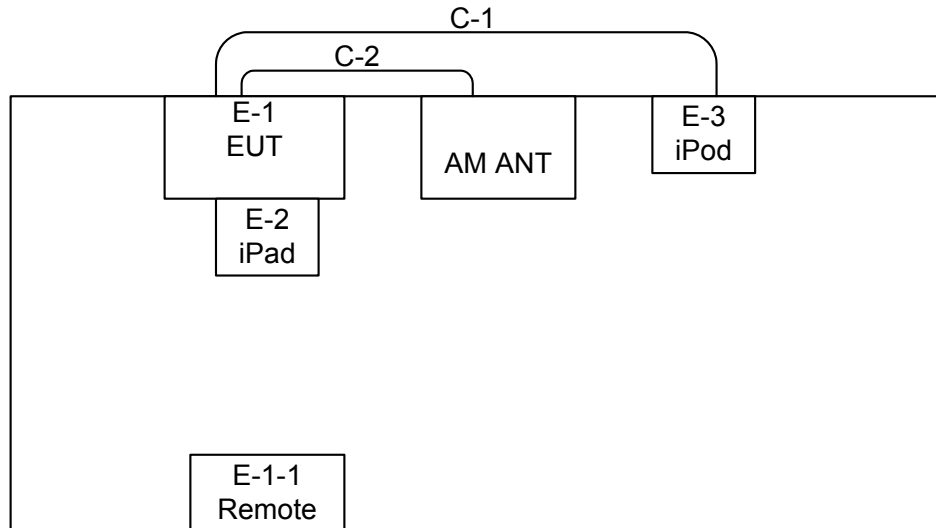 C-1
C-2
E-1
EUT
AM ANT
E-3
iPod
E-2
iPad
E-1-1
Remote